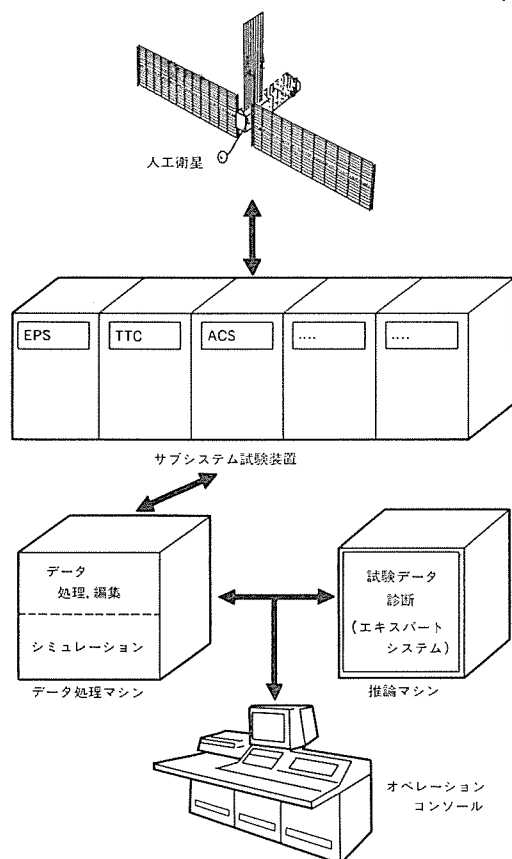 人工衛星
EPS
TTC
ACS
....
....
サブシステム試験装置
データ
処理,編集
シミュレーション
データ処理マシン
試験データ
診断
(エキスパート
システム)
推論マシン
オペレーション
コンソール